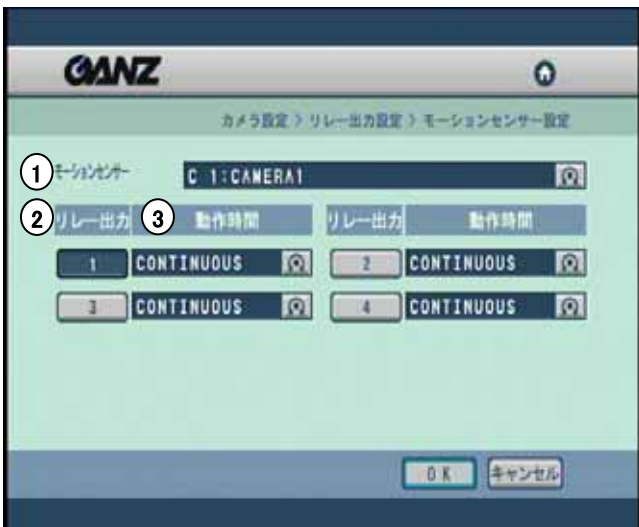 GANZ
カメラ設定 〉 リレー出力設定 〉 モーションセンサー設定
1 モーションセンサー C 1:CAMERA1
2 リレー出力 3 動作時間 リレー出力 動作時間
1 CONTINUOUS 2 CONTINUOUS
3 CONTINUOUS 4 CONTINUOUS
OK キャンセル